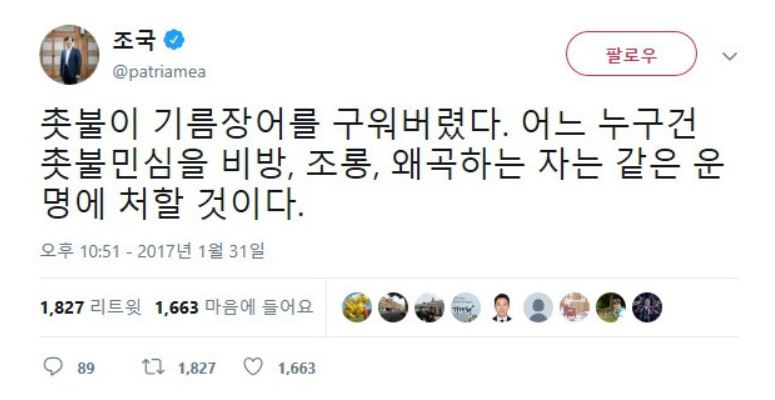 조국
@patriamea
팔로우
촛불이 기름장어를 구워버렸다. 어느 누구건
촛불민심을 비방, 조롱, 왜곡하는 자는 같은 운
명에 처할 것이다.
오후 10:51 - 2017년 1월 31일
1,827 리트윗 1,663 마음에 들어요
89 1,827 1,663